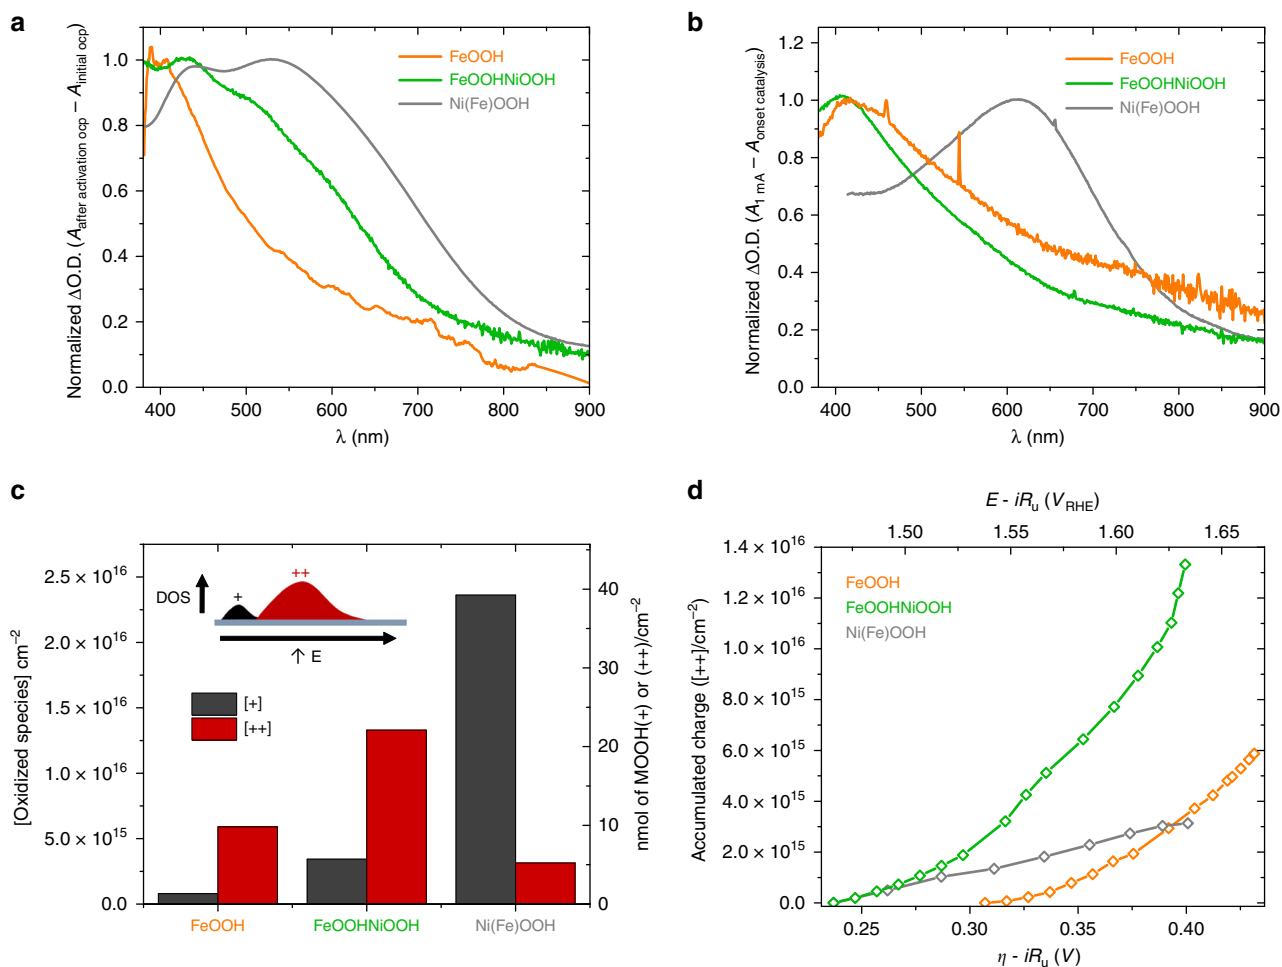 a
Normalized ΔO.D. (A after activation ocp – A initial ocp)
1.0
0.8
0.6
0.4
0.2
0.0
FeOOH
FeOOHNiOOH
Ni(Fe)OOH
400 500 600 700 800 900
λ (nm)
b
Normalized ΔO.D. (A 1 mA – A onset catalysis)
1.2
1.0
0.8
0.6
0.4
0.2
0.0
FeOOH
FeOOHNiOOH
Ni(Fe)OOH
400 500 600 700 800 900
λ (nm)
c
[Oxidized species] cm⁻²
2.5 × 10¹⁶
2.0 × 10¹⁶
1.5 × 10¹⁶
1.0 × 10¹⁶
5.0 × 10¹⁵
0.0
DOS
+
++
↑ E
[+]
[++]
40
30
20
10
0
nmol of MOOH(+) or (++)/cm⁻²
FeOOH FeOOHNiOOH Ni(Fe)OOH
d
E - iRᵤ (V RHE)
1.50 1.55 1.60 1.65
Accumulated charge ([++]/cm⁻²)
1.4 × 10¹⁶
1.2 × 10¹⁶
1.0 × 10¹⁶
8.0 × 10¹⁵
6.0 × 10¹⁵
4.0 × 10¹⁵
2.0 × 10¹⁵
0.0
FeOOH
FeOOHNiOOH
Ni(Fe)OOH
0.25 0.30 0.35 0.40
η - iRᵤ (V)